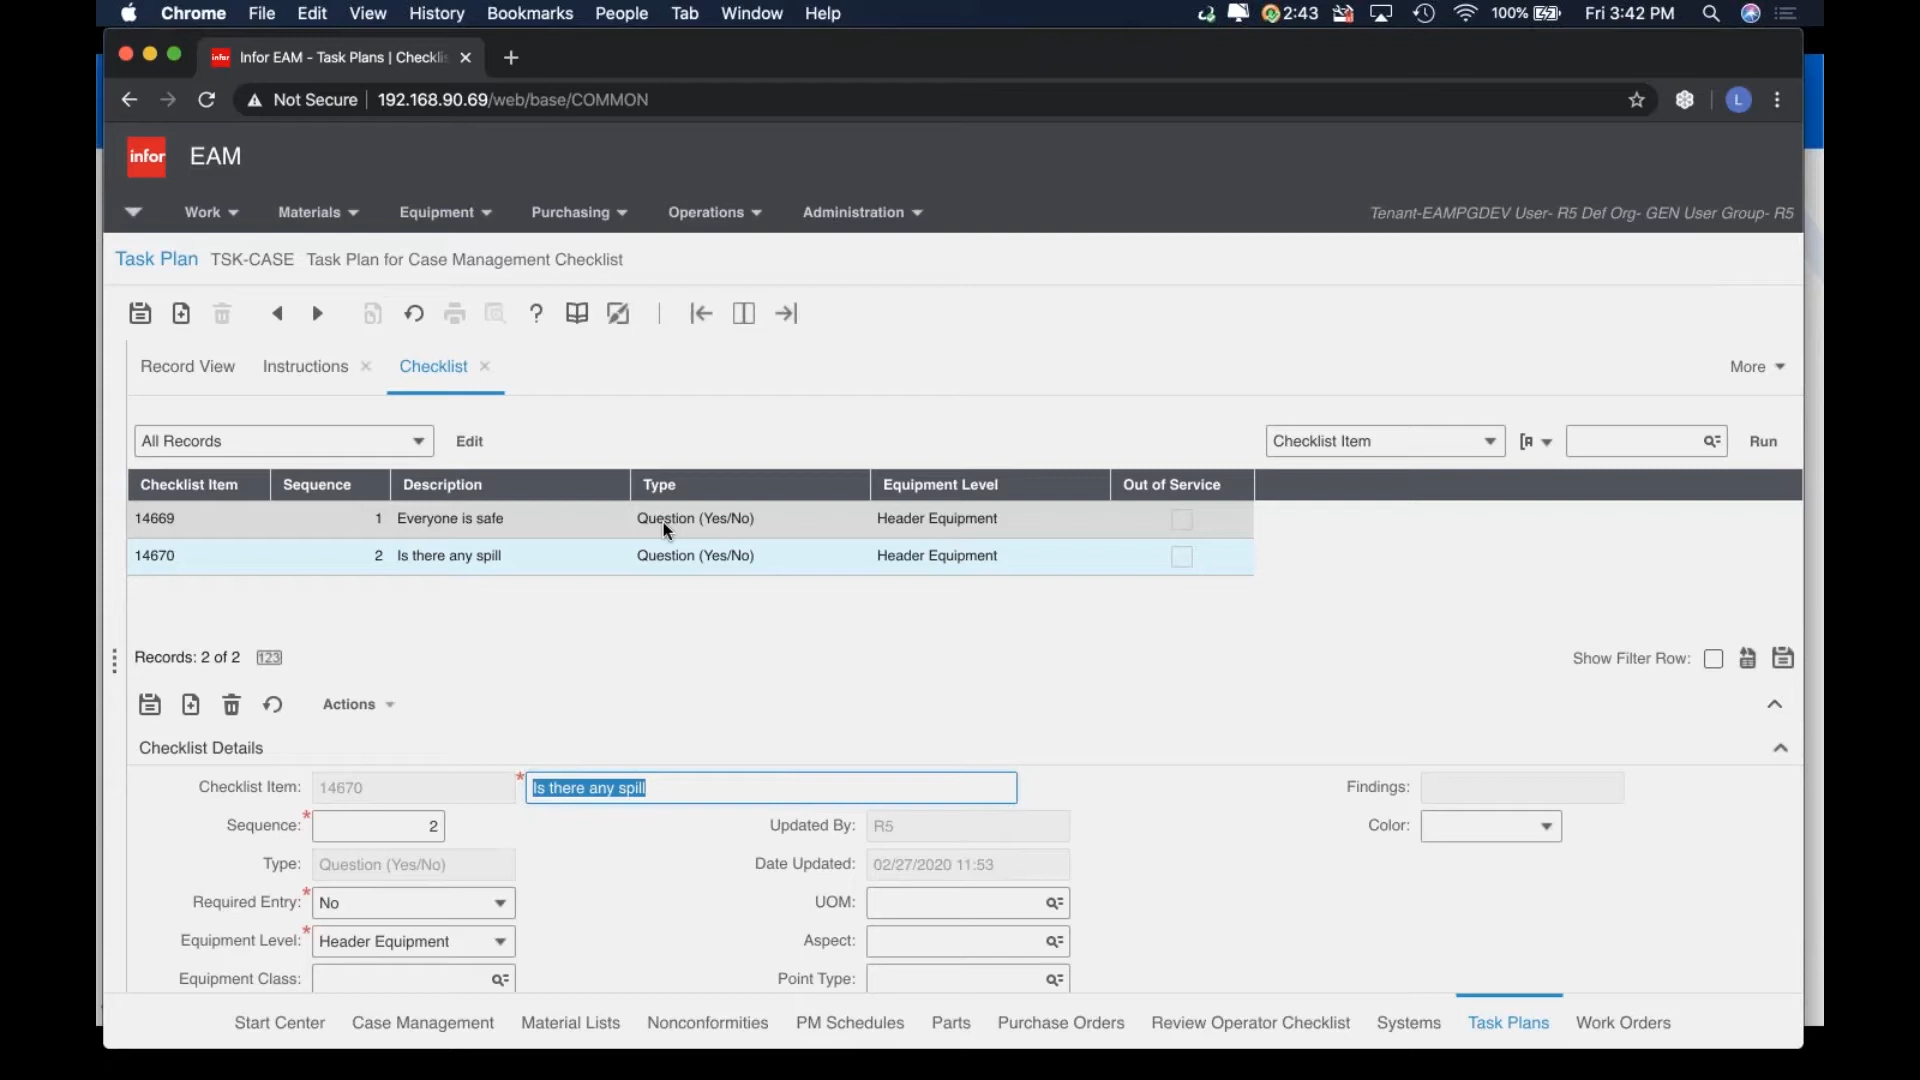 Chrome File Edit View History Bookmarks People Tab Window Help 2:43 100% Fri 3:42 PM
infor Infor EAM - Task Plans | Checklis
Not Secure 192.168.90.69/web/base/COMMON L
infor EAM
Work Materials Equipment Purchasing Operations Administration Tenant-EAMPGDEV User- R5 Def Org- GEN User Group- R5
Task Plan TSK-CASE Task Plan for Case Management Checklist
?
Record View Instructions Checklist More
All Records Edit Checklist Item Run
Checklist Item Sequence Description Type Equipment Level Out of Service
14669 1 Everyone is safe Question (Yes/No) Header Equipment
14670 2 Is there any spill Question (Yes/No) Header Equipment
Records: 2 of 2 123 Show Filter Row:
Actions
Checklist Details
Checklist Item: 14670 * Is there any spill Findings:
Sequence: * 2 Updated By: R5 Color:
Type: Question (Yes/No) Date Updated: 02/27/2020 11:53
Required Entry: * No UOM:
Equipment Level: * Header Equipment Aspect:
Equipment Class: Point Type:
Start Center Case Management Material Lists Nonconformities PM Schedules Parts Purchase Orders Review Operator Checklist Systems Task Plans Work Orders